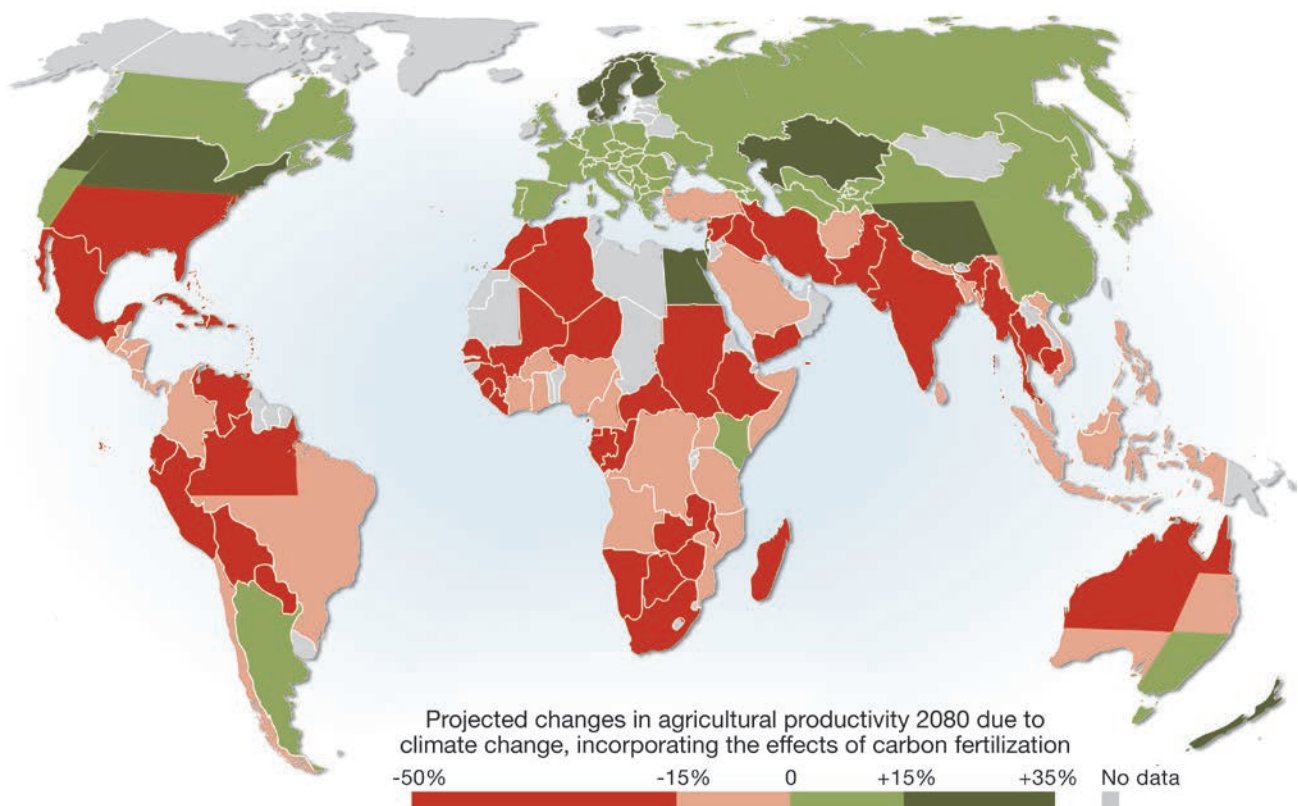 Projected changes in agricultural productivity 2080 due to
climate change, incorporating the effects of carbon fertilization
-50% -15% 0 +15% +35% No data